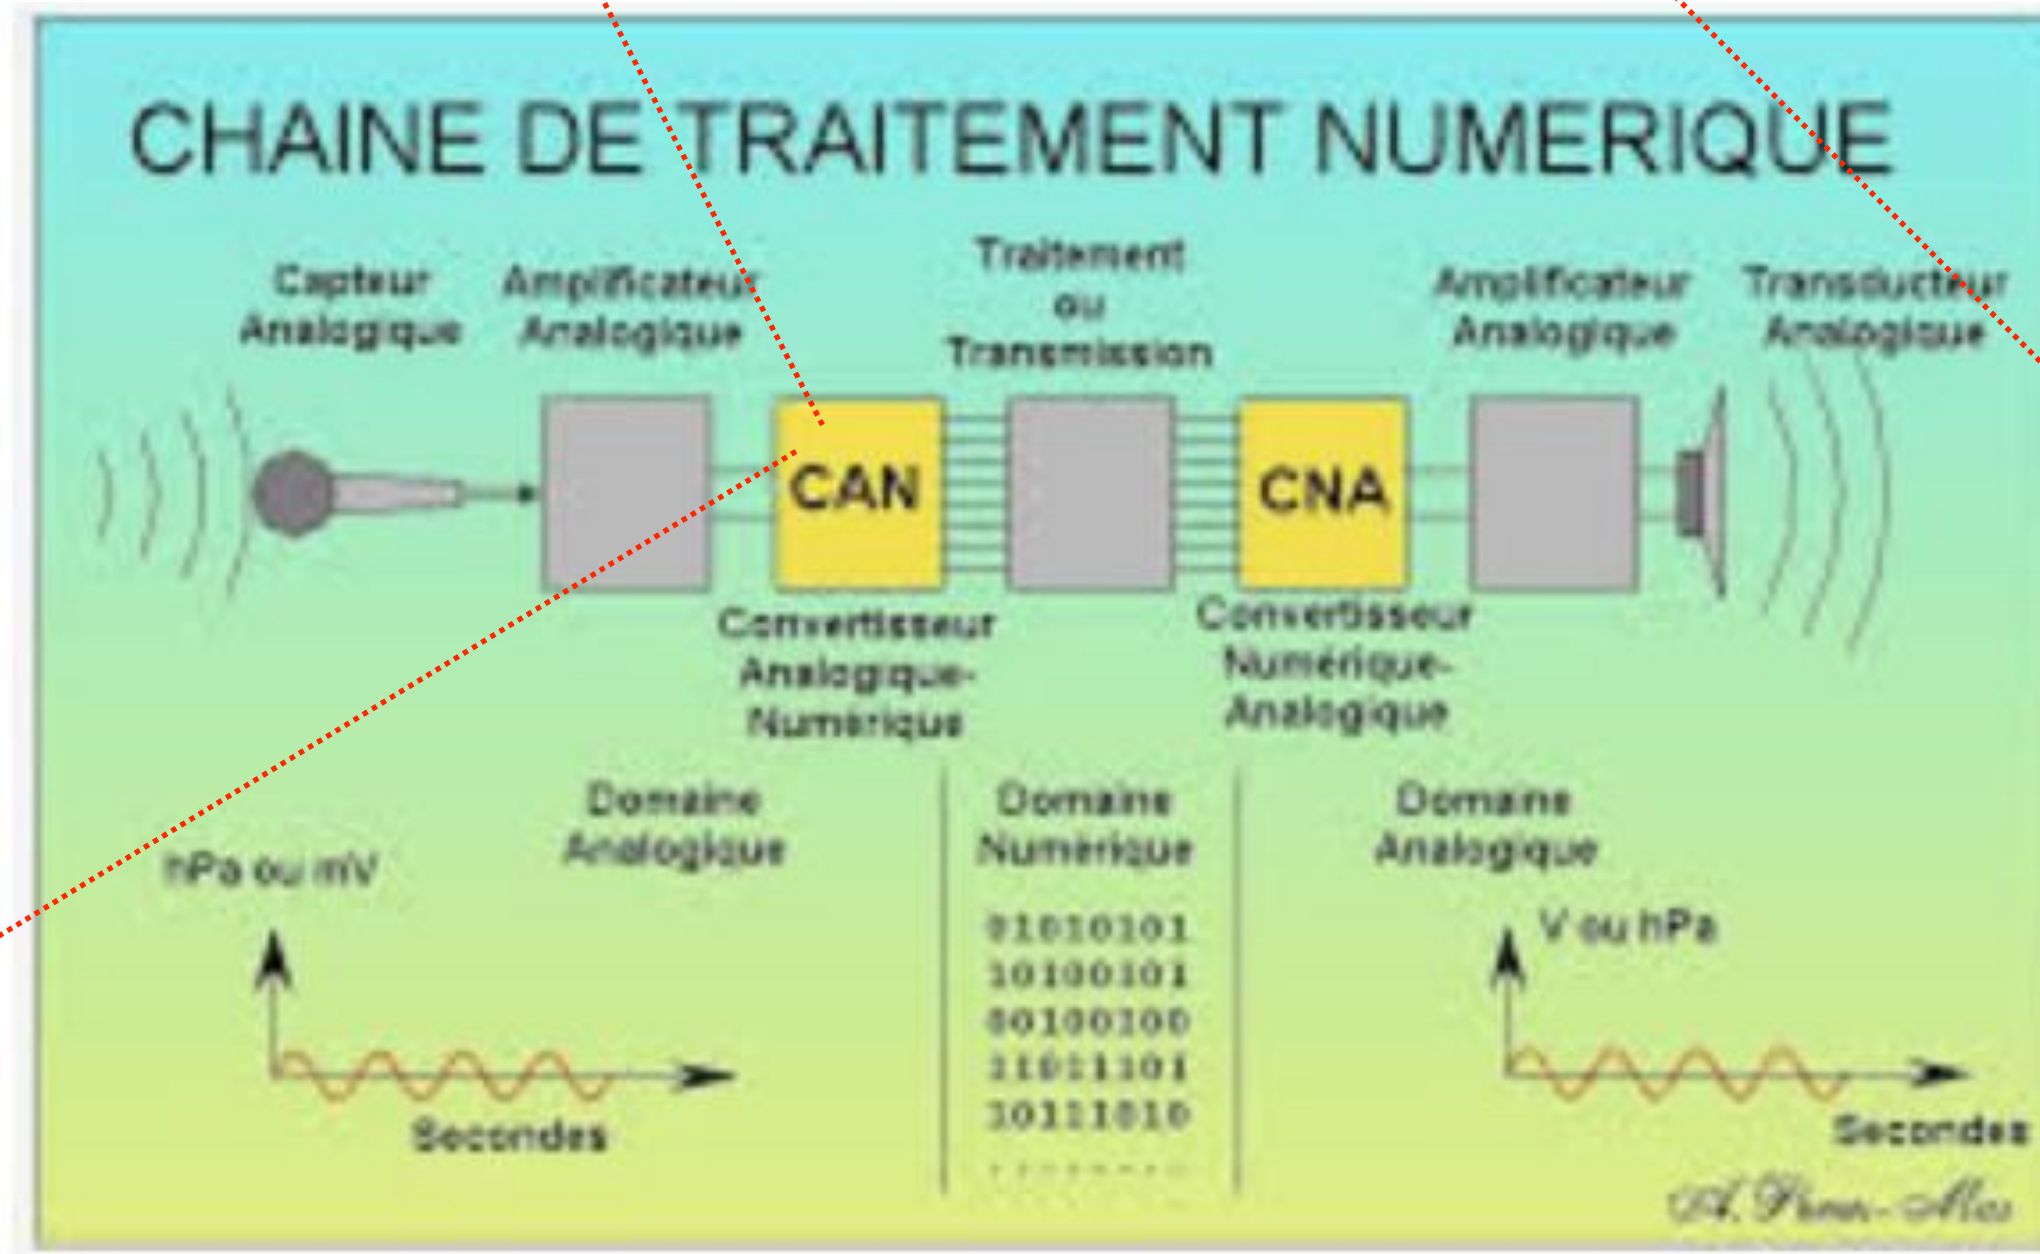 CHAINE DE TRAITEMENT NUMERIQUE
Capteur
Analogique
Amplificateur
Analogique
Traitement
ou
Transmission
Amplificateur
Analogique
Transducteur
Analogique
CAN
CNA
Convertisseur
Analogique-
Numérique
Convertisseur
Numérique-
Analogique
Domaine
Analogique
Domaine
Numérique
Domaine
Analogique
hPa ou mV
Secondes
01010101
10100101
00100100
11011101
10111010
. . . . . . . .
V ou hPa
Secondes
A.